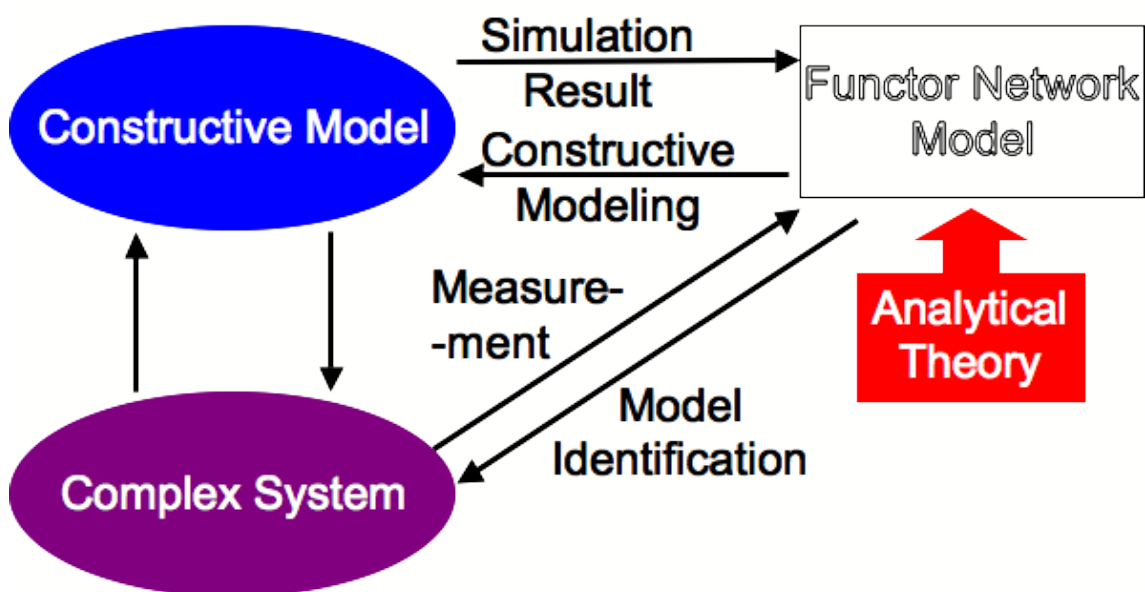 Simulation
Result
Constructive Model
Functor Network
Model
Constructive
Modeling
Measure-
-ment
Analytical
Theory
Model
Identification
Complex System